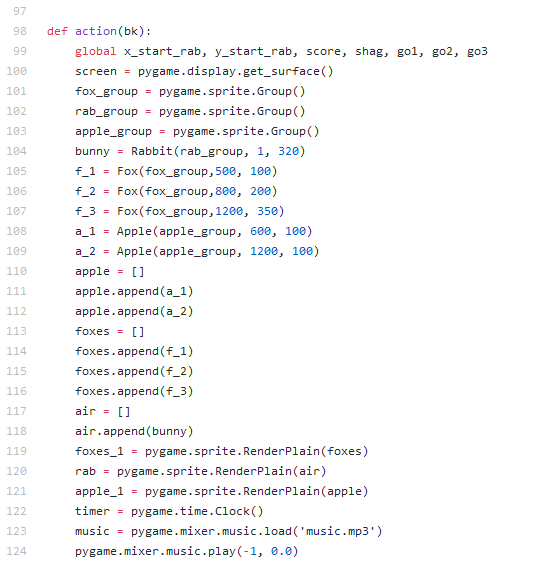 97
98 def action(bk):
99 global x_start_rab, y_start_rab, score, shag, go1, go2, go3
100 screen = pygame.display.get_surface()
101 fox_group = pygame.sprite.Group()
102 rab_group = pygame.sprite.Group()
103 apple_group = pygame.sprite.Group()
104 bunny = Rabbit(rab_group, 1, 320)
105 f_1 = Fox(fox_group,500, 100)
106 f_2 = Fox(fox_group,800, 200)
107 f_3 = Fox(fox_group,1200, 350)
108 a_1 = Apple(apple_group, 600, 100)
109 a_2 = Apple(apple_group, 1200, 100)
110 apple = []
111 apple.append(a_1)
112 apple.append(a_2)
113 foxes = []
114 foxes.append(f_1)
115 foxes.append(f_2)
116 foxes.append(f_3)
117 air = []
118 air.append(bunny)
119 foxes_1 = pygame.sprite.RenderPlain(foxes)
120 rab = pygame.sprite.RenderPlain(air)
121 apple_1 = pygame.sprite.RenderPlain(apple)
122 timer = pygame.time.Clock()
123 music = pygame.mixer.music.load('music.mp3')
124 pygame.mixer.music.play(-1, 0.0)